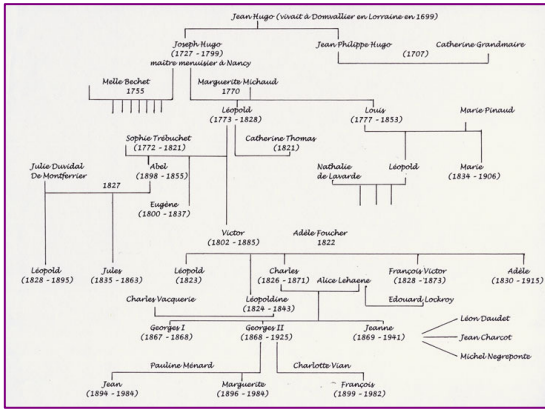 Jean Hugo (vivait à Domvallier en Lorraine en 1699)
Joseph Hugo
(1727 - 1799)
maître menuisier à Nancy
Jean Philippe Hugo
Catherine Grandmaire
(1707)
Melle Bechet
1755
Marguerite Michaud
1770
Léopold
(1773 - 1828)
Louis
(1777 - 1853)
Marie Pinaud
Sophie Trébuchet
(1772 - 1821)
Catherine Thomas
(1821)
Julie Duvidal
De Montferrier
1827
Abel
(1898 - 1855)
Nathalie
de Lavarde
Léopold
Marie
(1834 - 1906)
Eugène
(1800 - 1837)
Victor
(1802 - 1885)
Adèle Foucher
1822
Léopold
(1828 - 1895)
Jules
(1835 - 1863)
Léopold
(1823)
Charles
(1826 - 1871)
Alice Lehaene
François Victor
(1828 - 1873)
Adèle
(1830 - 1915)
Charles Vacquerie
Léopoldine
(1824 - 1843)
Edouard Lockroy
Georges I
(1867 - 1868)
Georges II
(1868 - 1925)
Jeanne
(1869 - 1941)
Léon Daudet
Jean Charcot
Michel Negreponte
Pauline Ménard
Charlotte Vian
Jean
(1894 - 1984)
Marguerite
(1896 - 1984)
François
(1899 - 1982)